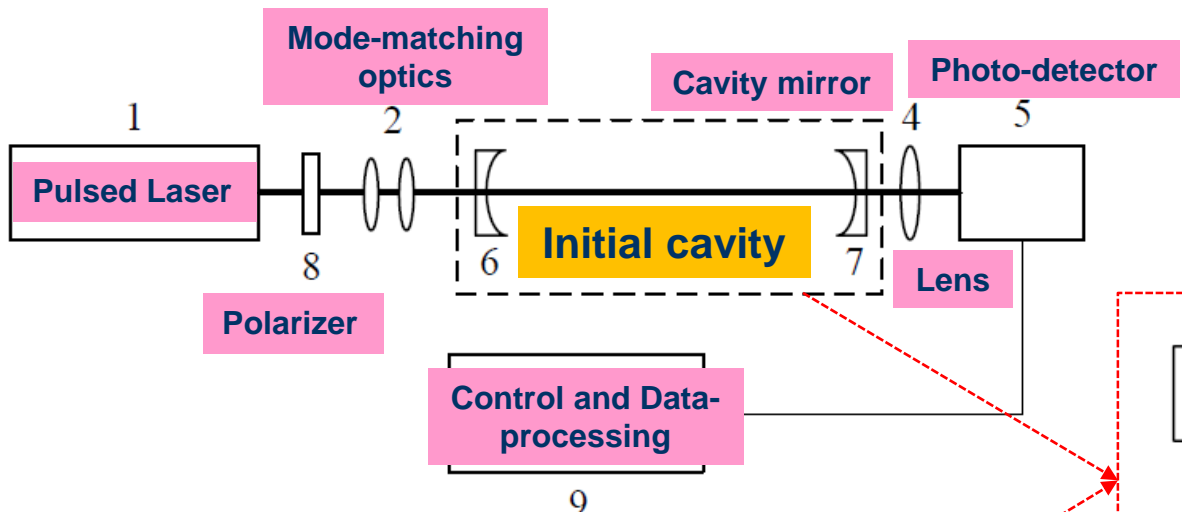 Mode-matching
optics
Cavity mirror
Photo-detector
1
2
4
5
Pulsed Laser
8
6
Initial cavity
7
Lens
Polarizer
Control and Data-
processing
9